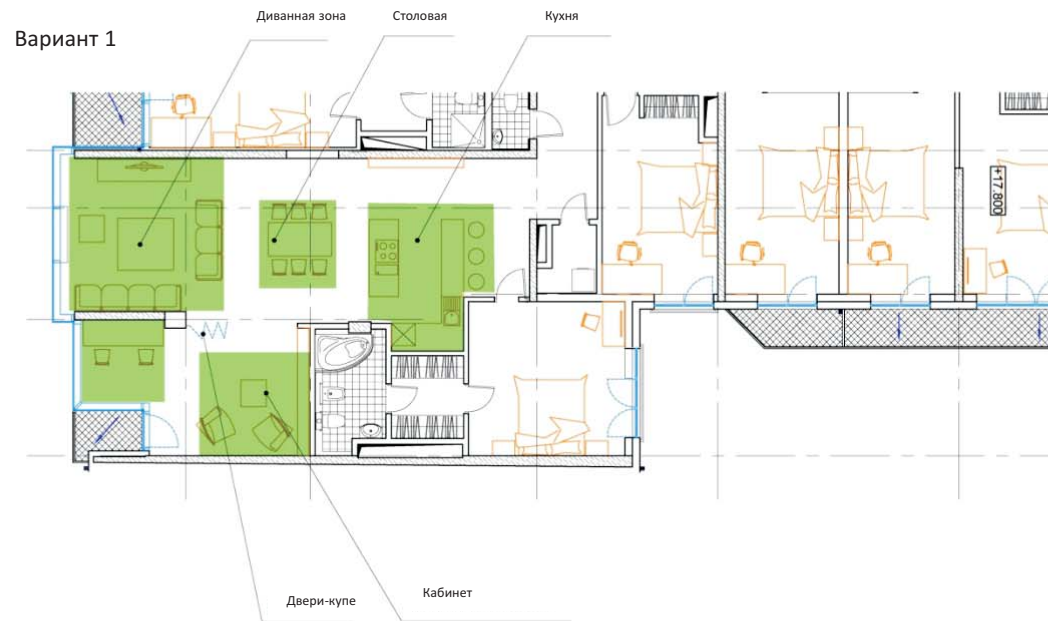 Диванная зона
Столовая
Кухня
Вариант 1
+17.800
Двери-купе
Кабинет